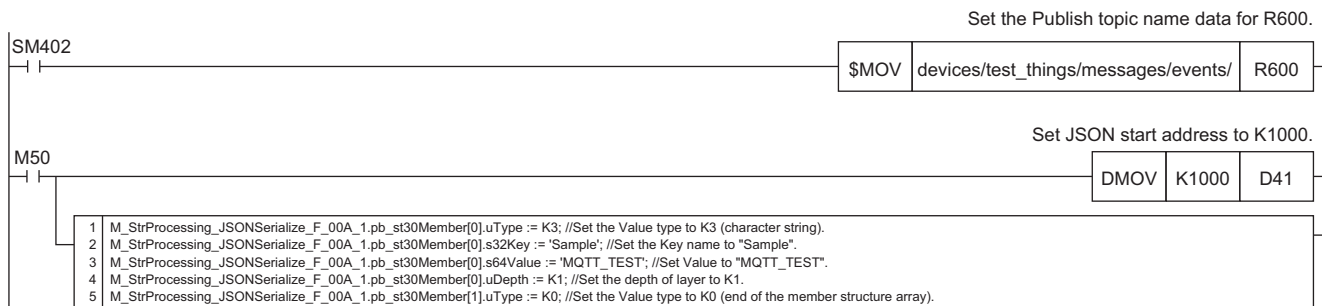 Set the Publish topic name data for R600.
SM402
$MOV devices/test_things/messages/events/ R600
Set JSON start address to K1000.
M50
DMOV K1000 D41
1 M_StrProcessing_JSONSerialize_F_00A_1.pb_st30Member[0].uType := K3; //Set the Value type to K3 (character string).
2 M_StrProcessing_JSONSerialize_F_00A_1.pb_st30Member[0].s32Key := 'Sample'; //Set the Key name to "Sample".
3 M_StrProcessing_JSONSerialize_F_00A_1.pb_st30Member[0].s64Value := 'MQTT_TEST'; //Set Value to "MQTT_TEST".
4 M_StrProcessing_JSONSerialize_F_00A_1.pb_st30Member[0].uDepth := K1; //Set the depth of layer to K1.
5 M_StrProcessing_JSONSerialize_F_00A_1.pb_st30Member[1].uType := K0; //Set the Value type to K0 (end of the member structure array).